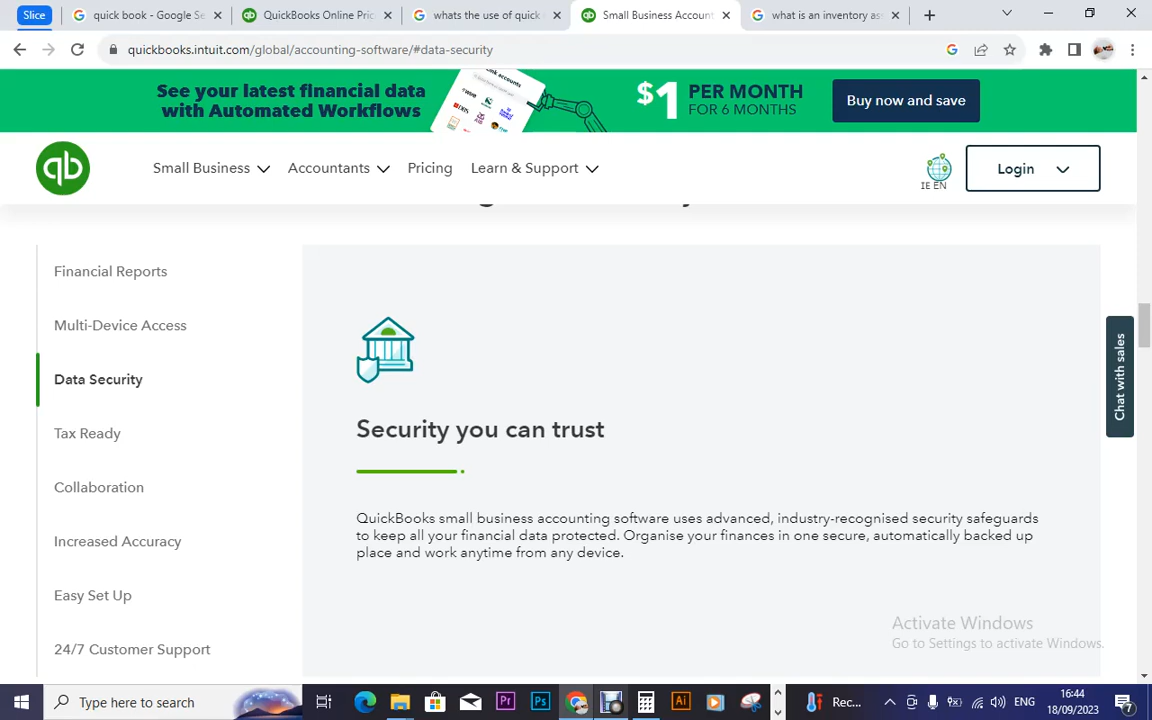 Slice
quick book - Google Se
QuickBooks Online Pric
whats the use of quick
Small Business Account
what is an inventory as
quickbooks.intuit.com/global/accounting-software/#data-security
See your latest financial data
with Automated Workflows
$1 PER MONTH
FOR 6 MONTHS
Buy now and save
qb
Small Business
Accountants
Pricing
Learn & Support
IE EN
Login
Financial Reports
Multi-Device Access
Data Security
Tax Ready
Collaboration
Increased Accuracy
Easy Set Up
24/7 Customer Support
Security you can trust
QuickBooks small business accounting software uses advanced, industry-recognised security safeguards
to keep all your financial data protected. Organise your finances in one secure, automatically backed up
place and work anytime from any device.
Chat with sales
Activate Windows
Go to Settings to activate Windows.
Type here to search
Pr
Ps
Ai
Rec...
ENG
16:44
18/09/2023
7